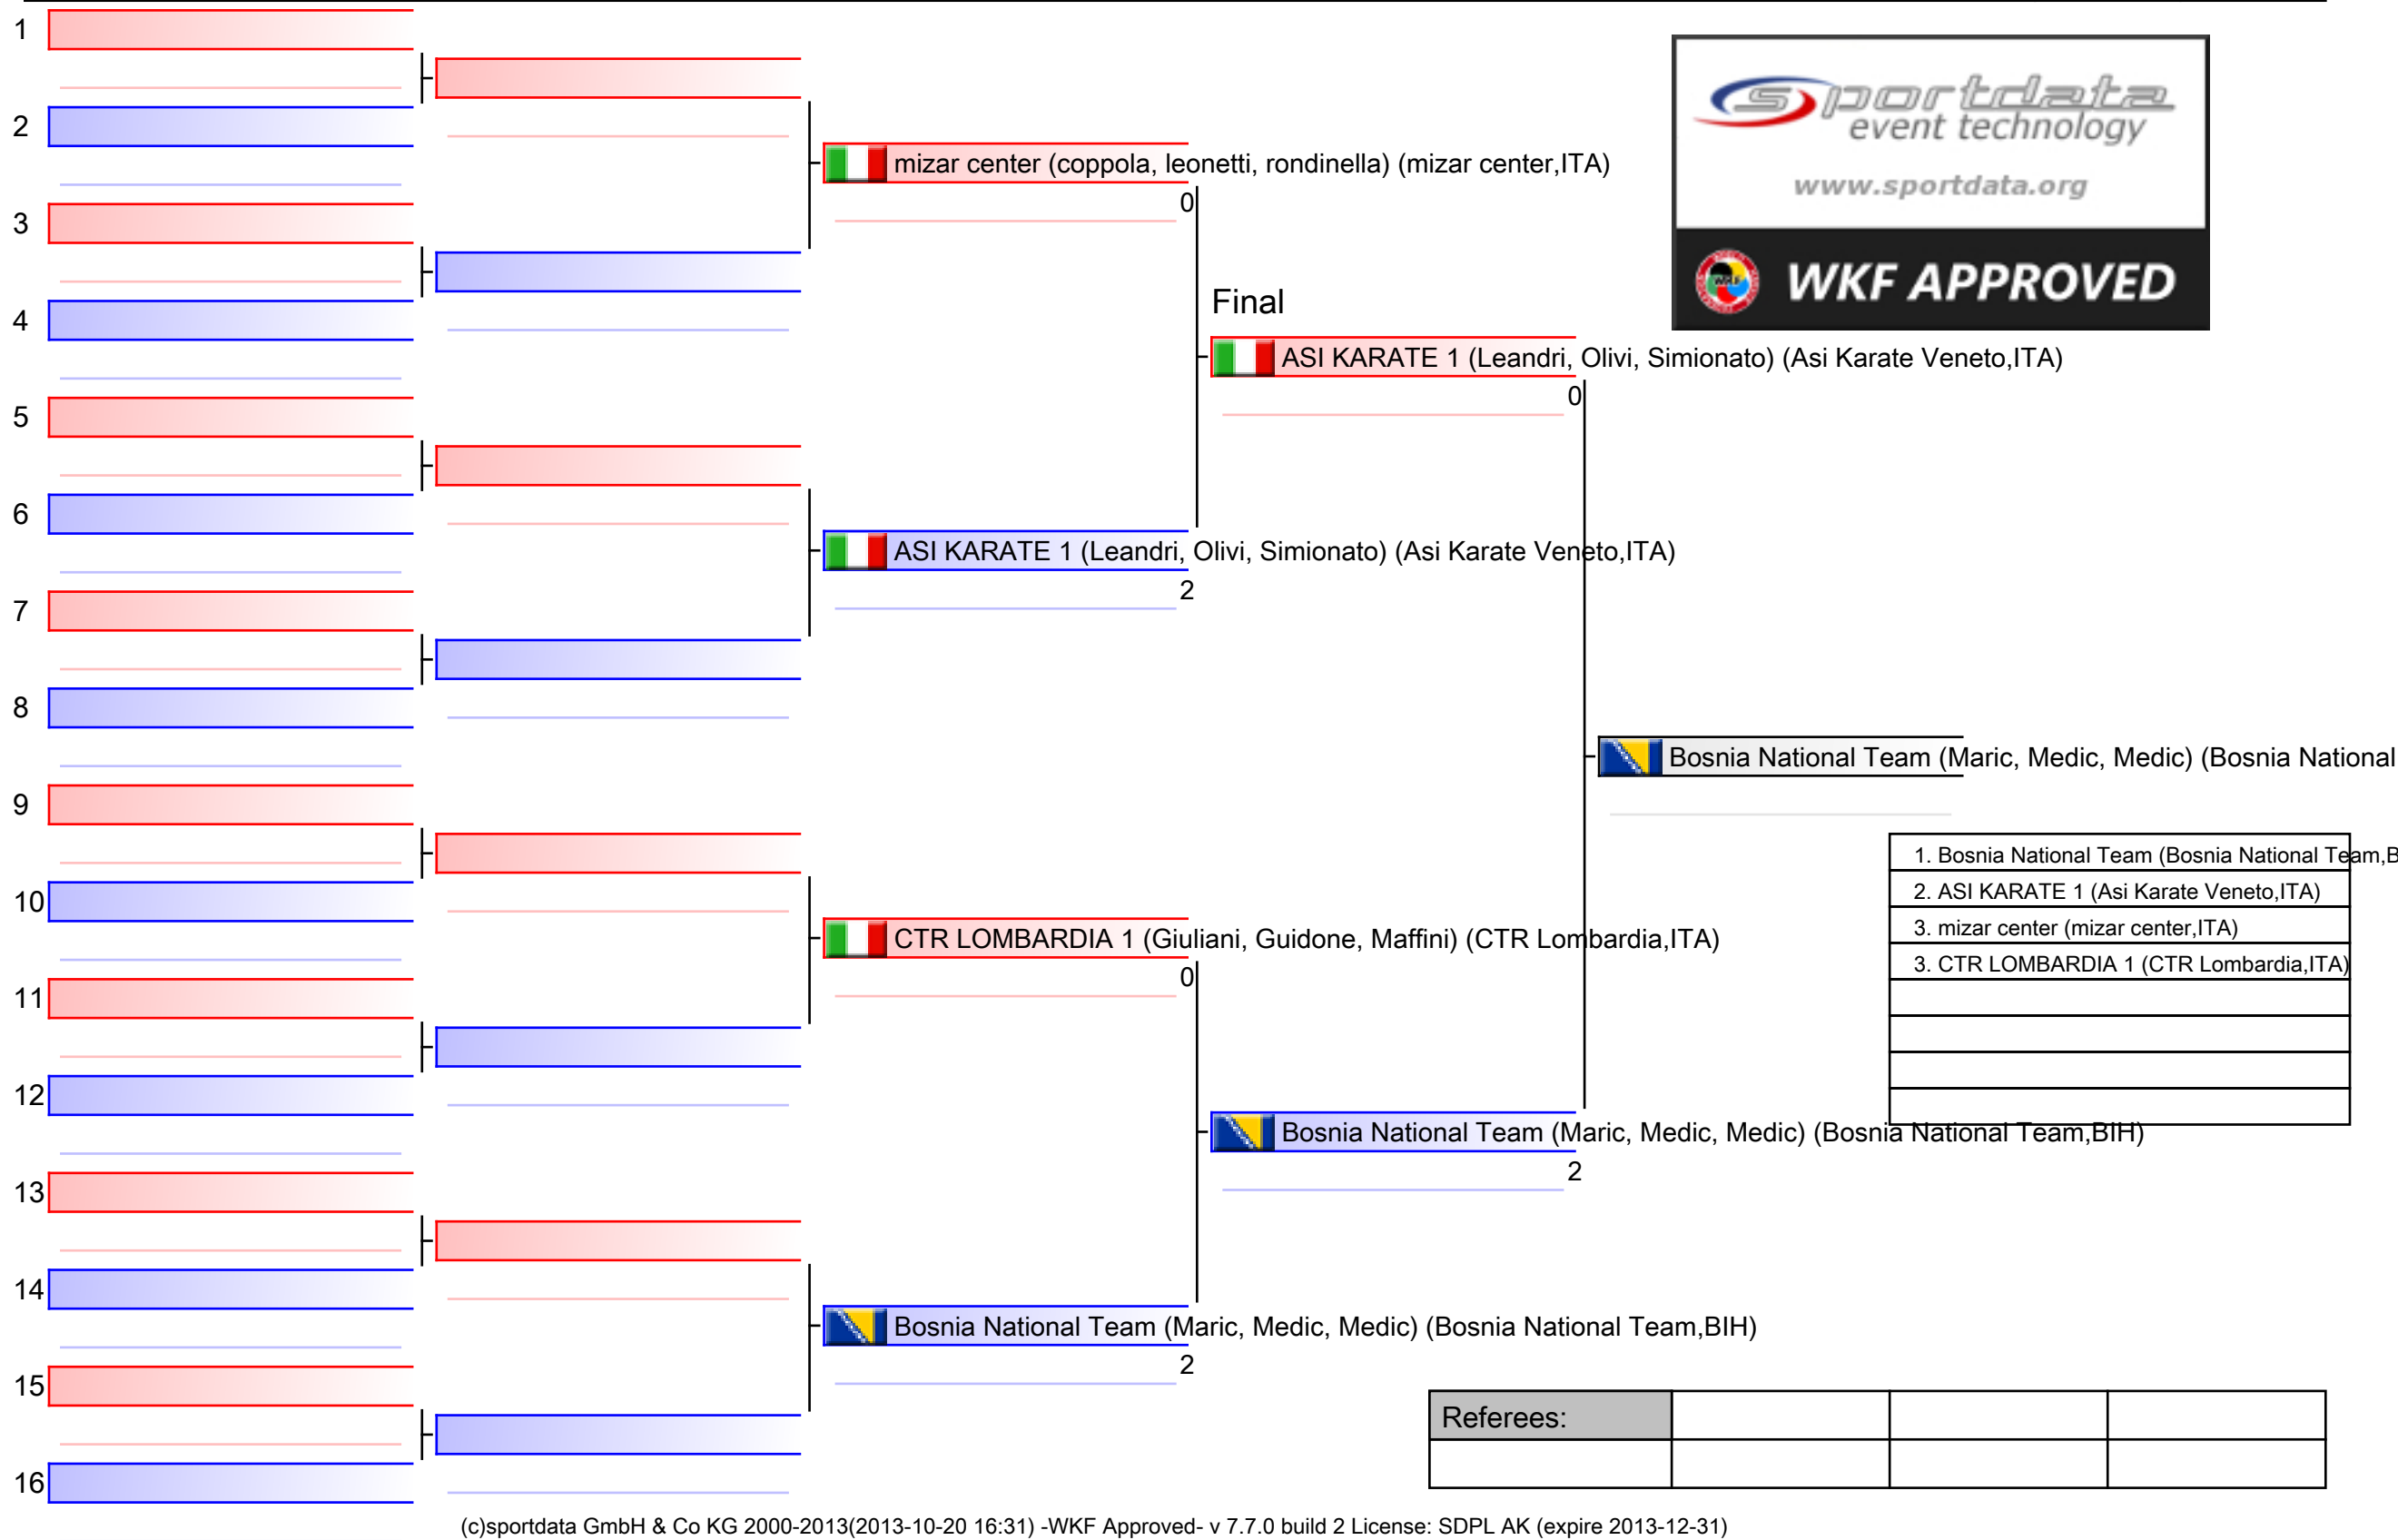 1
2
3
4
5
6
7
8
9
10
11
12
13
14
15
16
mizar center (coppola, leonetti, rondinella) (mizar center,ITA)
0
ASI KARATE 1 (Leandri, Olivi, Simionato) (Asi Karate Veneto,ITA)
2
CTR LOMBARDIA 1 (Giuliani, Guidone, Maffini) (CTR Lombardia,ITA)
0
Bosnia National Team (Maric, Medic, Medic) (Bosnia National Team,BIH)
2
Final
ASI KARATE 1 (Leandri, Olivi, Simionato) (Asi Karate Veneto,ITA)
0
Bosnia National Team (Maric, Medic, Medic) (Bosnia National Team,BIH)
2
Bosnia National Team (Maric, Medic, Medic) (Bosnia National
sportdata
event technology
www.sportdata.org
WKF APPROVED
1. Bosnia National Team (Bosnia National Team,B
2. ASI KARATE 1 (Asi Karate Veneto,ITA)
3. mizar center (mizar center,ITA)
3. CTR LOMBARDIA 1 (CTR Lombardia,ITA)
Referees:
(c)sportdata GmbH & Co KG 2000-2013(2013-10-20 16:31) -WKF Approved- v 7.7.0 build 2 License: SDPL AK (expire 2013-12-31)